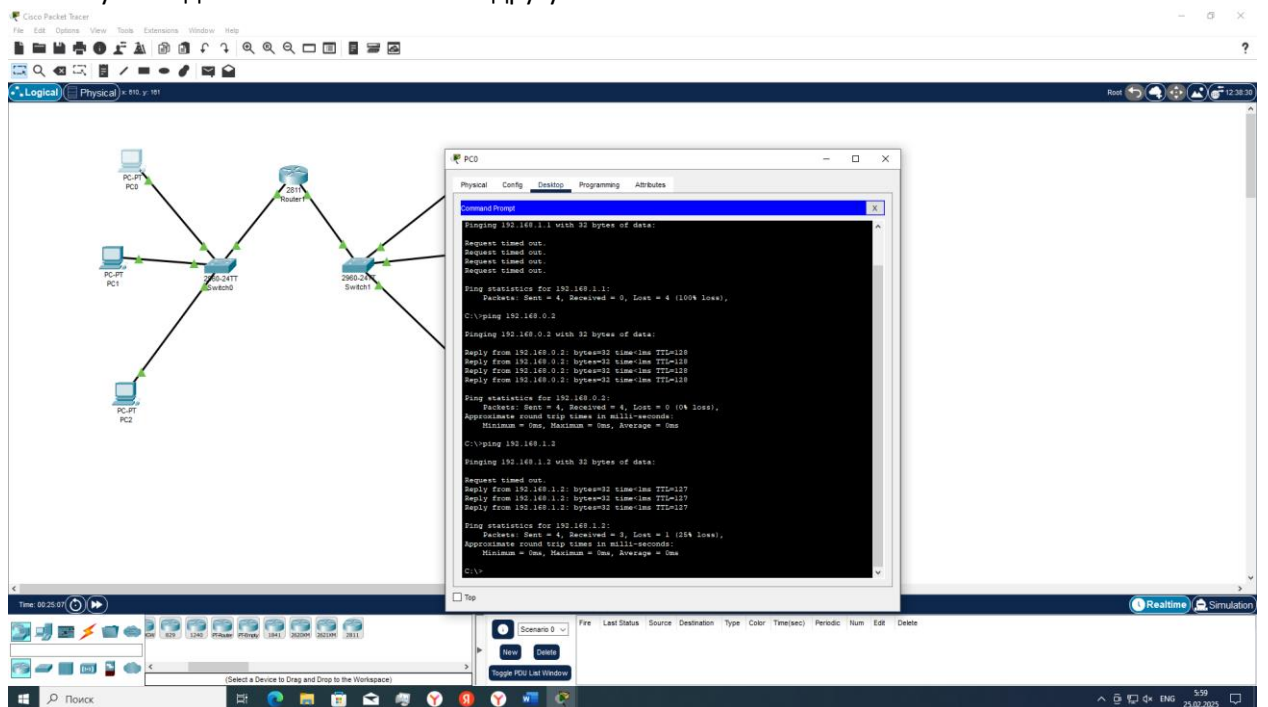 Cisco Packet Tracer
File Edit Options View Tools Extensions Window Help
?
Logical Physical x: 810, y: 181
Root 12:38:30
PC-PT
PC0
2811
Router1
PC-PT
PC1
2960-24TT
Switch0
Switch1
PC-PT
PC2
PC0
Physical Config Desktop Programming Attributes
Command Prompt X
Pinging 192.168.1.1 with 32 bytes of data:
Request timed out.
Request timed out.
Request timed out.
Request timed out.
Ping statistics for 192.168.1.1:
Packets: Sent = 4, Received = 0, Lost = 4 (100% loss),
C:\>ping 192.168.0.2
Pinging 192.168.0.2 with 32 bytes of data:
Reply from 192.168.0.2: bytes=32 time<1ms TTL=128
Reply from 192.168.0.2: bytes=32 time<1ms TTL=128
Reply from 192.168.0.2: bytes=32 time<1ms TTL=128
Reply from 192.168.0.2: bytes=32 time<1ms TTL=128
Ping statistics for 192.168.0.2:
Packets: Sent = 4, Received = 4, Lost = 0 (0% loss),
Approximate round trip times in milli-seconds:
Minimum = 0ms, Maximum = 0ms, Average = 0ms
C:\>ping 192.168.1.2
Pinging 192.168.1.2 with 32 bytes of data:
Request timed out.
Reply from 192.168.1.2: bytes=32 time<1ms TTL=127
Reply from 192.168.1.2: bytes=32 time<1ms TTL=127
Reply from 192.168.1.2: bytes=32 time<1ms TTL=127
Ping statistics for 192.168.1.2:
Packets: Sent = 4, Received = 3, Lost = 1 (25% loss),
Approximate round trip times in milli-seconds:
Minimum = 0ms, Maximum = 0ms, Average = 0ms
C:\>
Top
Time: 00:25:07
Realtime Simulation
829 1240 PT-Router PT-Empty 1841 2620XM 2621XM 2811
(Select a Device to Drag and Drop to the Workspace)
Scenario 0
New Delete
Toggle PDU List Window
Fire Last Status Source Destination Type Color Time(sec) Periodic Num Edit Delete
Поиск
ENG
5:59
25.02.2025